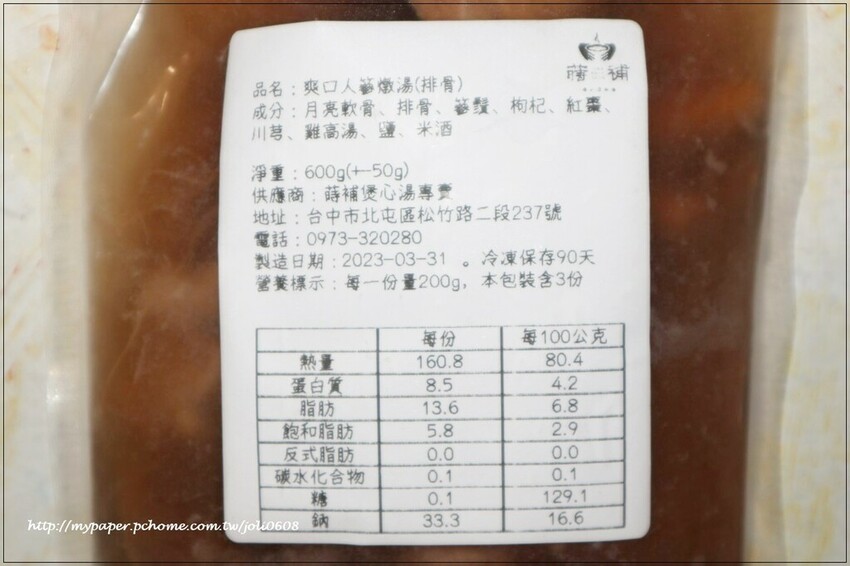 蒔 補
品名：爽口人蔘燉湯(排骨)
成分：月亮軟骨、排骨、蔘鬚、枸杞、紅棗、
川芎、雞高湯、鹽、米酒
淨重：600g(+-50g)
供應商：蒔補煲心湯專賣
地址：台中市北屯區松竹路二段237號
電話：0973-320280
製造日期：2023-03-31 。冷凍保存90天
營養標示：每一份量200g，本包裝含3份
每份 每100公克
熱量 160.8 80.4
蛋白質 8.5 4.2
脂肪 13.6 6.8
飽和脂肪 5.8 2.9
反式脂肪 0.0 0.0
碳水化合物 0.1 0.1
糖 0.1 129.1
鈉 33.3 16.6
http://mypaper.pchome.com.tw/joli0608